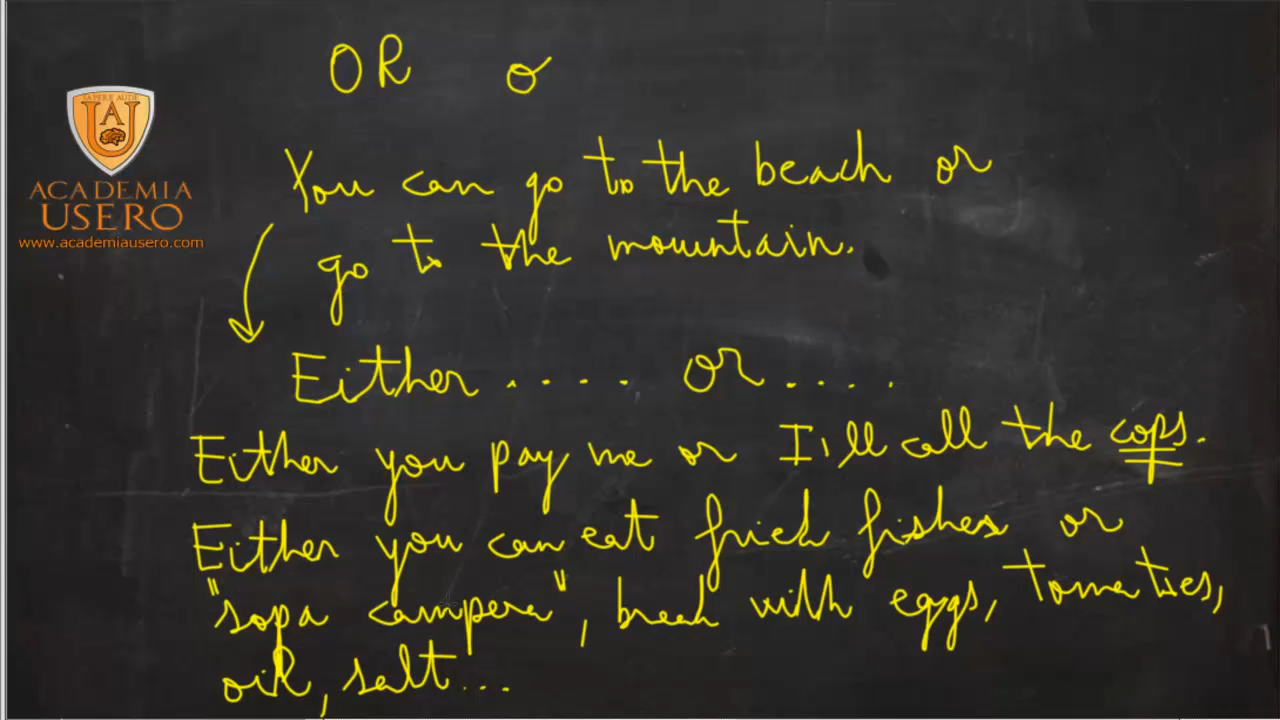 OR o
SAPERE AUDE
UA
ACADEMIA
USERO
www.academiausero.com
You can go to the beach or
go to the mountain.
Either .... or ....
Either you pay me or I'll call the cops.
Either you can eat fried fishes or
"sopa campera", bread with eggs, tomatoes,
oil, salt...